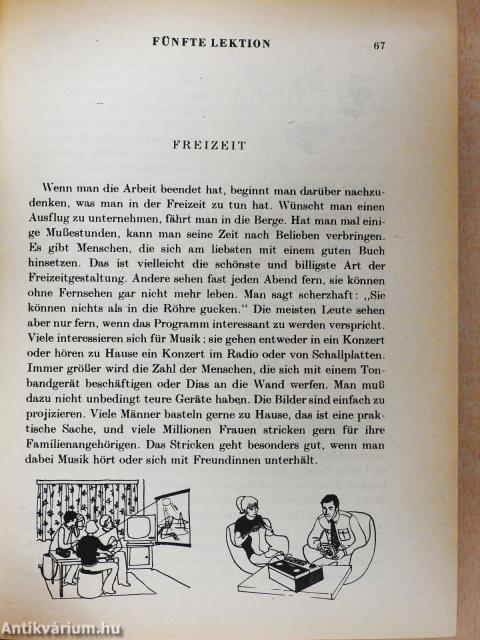 FÜNFTE LEKTION 67
FREIZEIT
Wenn man die Arbeit beendet hat, beginnt man darüber nachzu-
denken, was man in der Freizeit zu tun hat. Wünscht man einen
Ausflug zu unternehmen, fährt man in die Berge. Hat man mal eini-
ge Mußestunden, kann man seine Zeit nach Belieben verbringen.
Es gibt Menschen, die sich am liebsten mit einem guten Buch
hinsetzen. Das ist vielleicht die schönste und billigste Art der
Freizeitgestaltung. Andere sehen fast jeden Abend fern, sie können
ohne Fernsehen gar nicht mehr leben. Man sagt scherzhaft: „Sie
können nichts als in die Röhre gucken.“ Die meisten Leute sehen
aber nur fern, wenn das Programm interessant zu werden verspricht.
Viele interessieren sich für Musik; sie gehen entweder in ein Konzert
oder hören zu Hause ein Konzert im Radio oder von Schallplatten.
Immer größer wird die Zahl der Menschen, die sich mit einem Ton-
bandgerät beschäftigen oder Dias an die Wand werfen. Man muß
dazu nicht unbedingt teure Geräte haben. Die Bilder sind einfach zu
projizieren. Viele Männer basteln gerne zu Hause, das ist eine prak-
tische Sache, und viele Millionen Frauen stricken gern für ihre
Familienangehörigen. Das Stricken geht besonders gut, wenn man
dabei Musik hört oder sich mit Freundinnen unterhält.
Antikvárium.hu